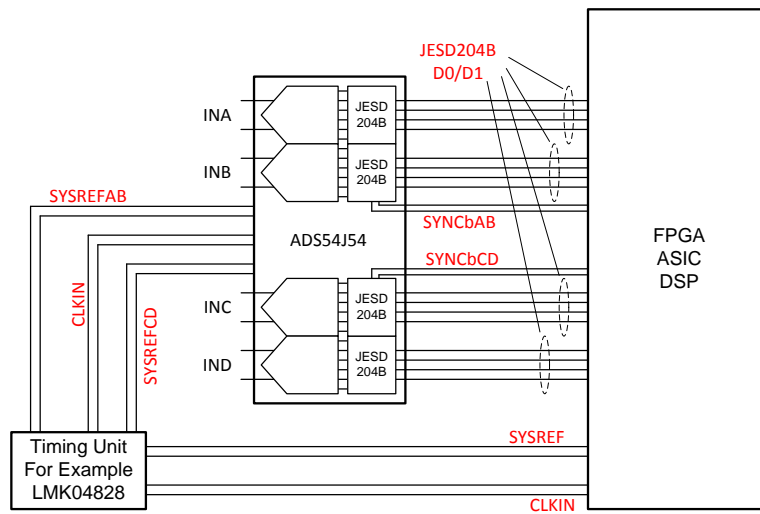 JESD204B
D0/D1
INA
JESD
204B
INB
JESD
204B
SYSREFAB
SYNCbAB
ADS54J54
FPGA
ASIC
DSP
SYNCbCD
CLKIN
SYSREFCD
INC
JESD
204B
IND
JESD
204B
Timing Unit
For Example
LMK04828
SYSREF
CLKIN